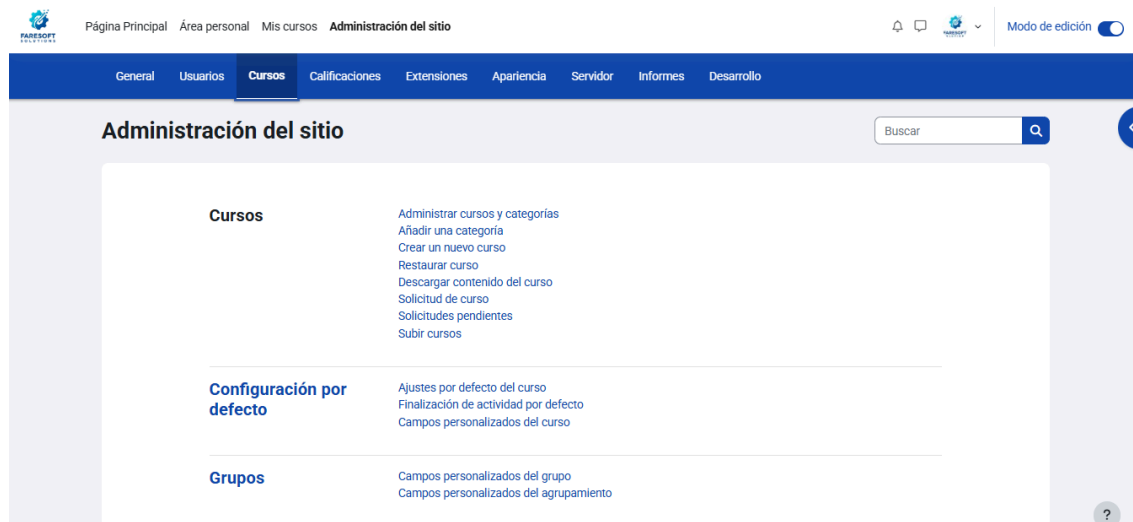 FARESOFT
SOLUTIONS
Página Principal Área personal Mis cursos Administración del sitio
Modo de edición
General Usuarios Cursos Calificaciones Extensiones Apariencia Servidor Informes Desarrollo
Administración del sitio
Buscar
Cursos
Administrar cursos y categorías
Añadir una categoría
Crear un nuevo curso
Restaurar curso
Descargar contenido del curso
Solicitud de curso
Solicitudes pendientes
Subir cursos
Configuración por
defecto
Ajustes por defecto del curso
Finalización de actividad por defecto
Campos personalizados del curso
Grupos
Campos personalizados del grupo
Campos personalizados del agrupamiento
?